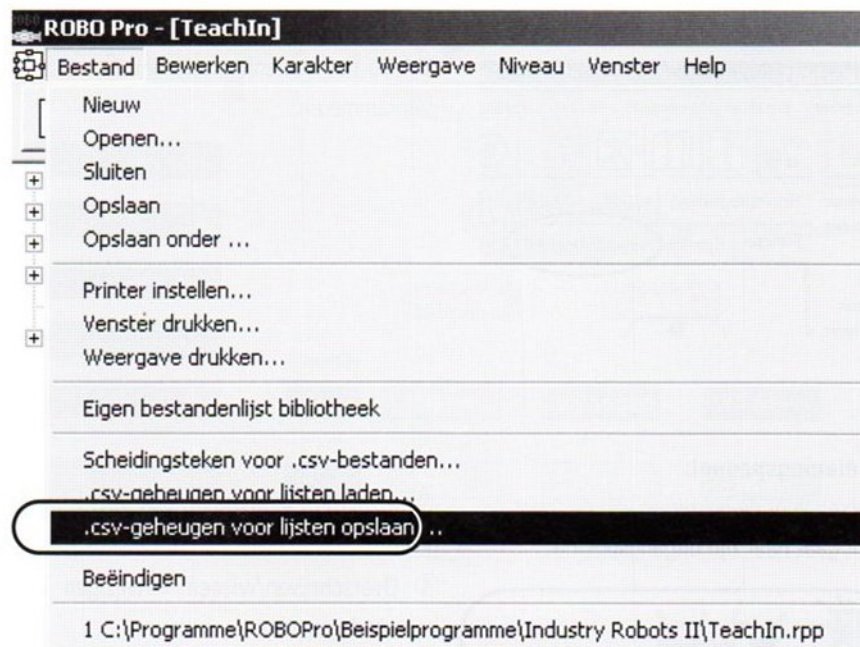 ROBO Pro - [TeachIn]
Bestand Bewerken Karakter Weergave Niveau Venster Help
Nieuw
Openen...
Sluiten
Opslaan
Opslaan onder ...
Printer instellen...
Venster drukken...
Weergave drukken...
Eigen bestandenlijst bibliotheek
Scheidingsteken voor .csv-bestanden...
.csv-geheugen voor lijsten laden...
.csv-geheugen voor lijsten opslaan ..
Beëindigen
1 C:\Programme\ROBOPro\Beispielprogramme\Industry Robots II\TeachIn.rpp